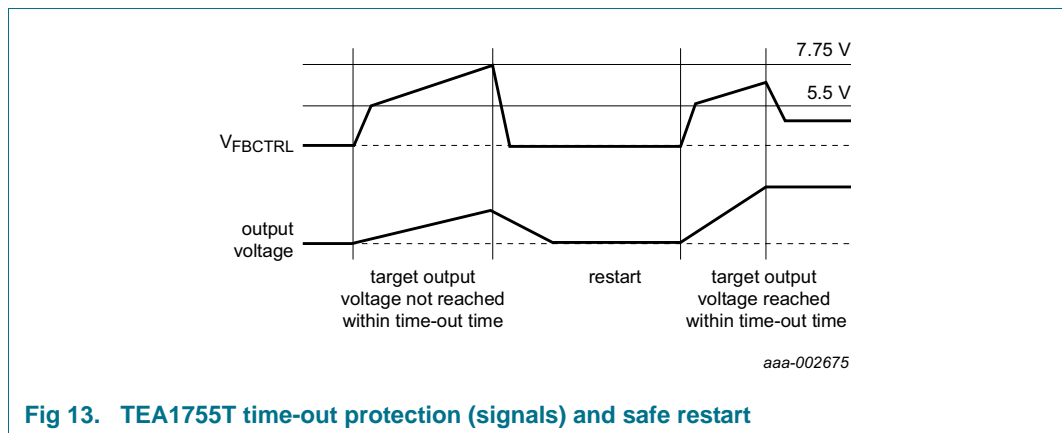 7.75 V
5.5 V
VFBCTRL
output
voltage
target output
voltage not reached
within time-out time
restart
target output
voltage reached
within time-out time
aaa-002675
Fig 13. TEA1755T time-out protection (signals) and safe restart